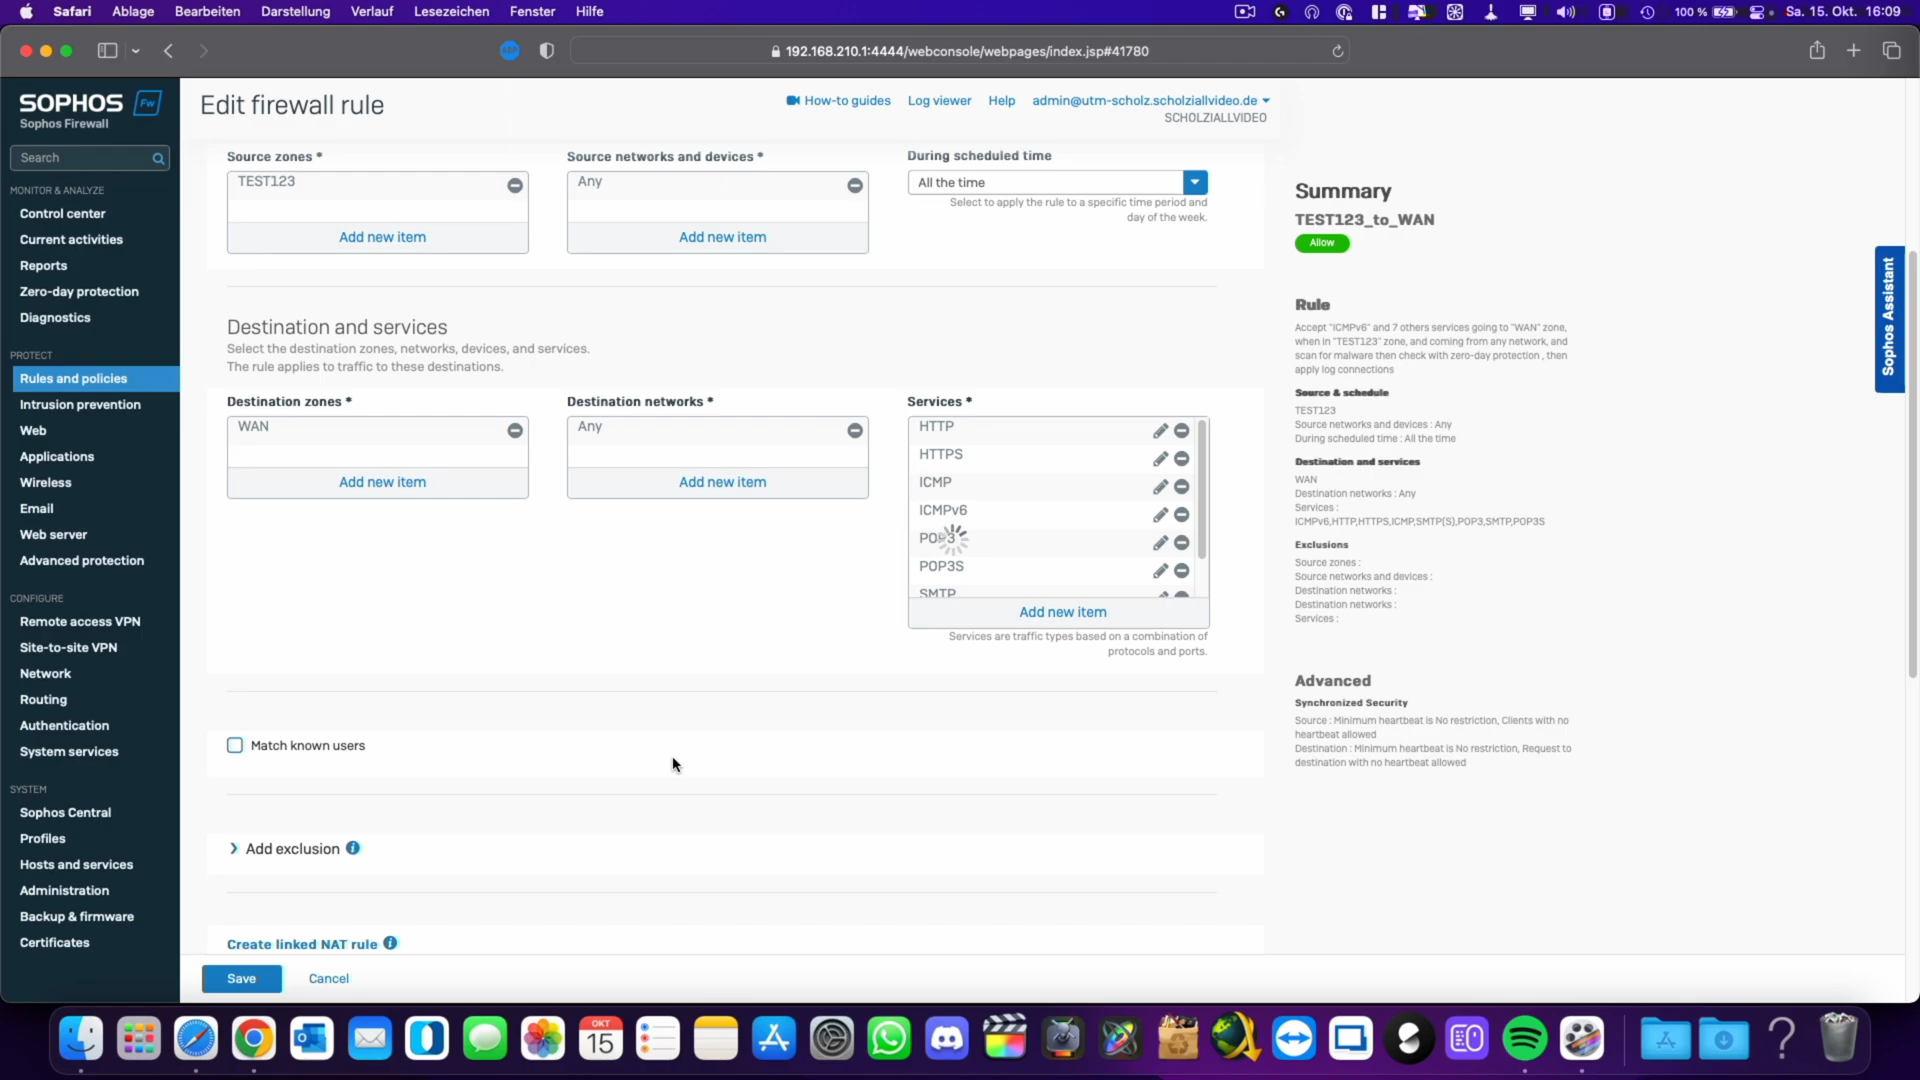 Safari Ablage Bearbeiten Darstellung Verlauf Lesezeichen Fenster Hilfe 100 % Sa. 15. Okt. 16:09
192.168.210.1:4444/webconsole/webpages/index.jsp#41780
SOPHOS Fw
Sophos Firewall
Search
MONITOR & ANALYZE
Control center
Current activities
Reports
Zero-day protection
Diagnostics
PROTECT
Rules and policies
Intrusion prevention
Web
Applications
Wireless
Email
Web server
Advanced protection
CONFIGURE
Remote access VPN
Site-to-site VPN
Network
Routing
Authentication
System services
SYSTEM
Sophos Central
Profiles
Hosts and services
Administration
Backup & firmware
Certificates
Edit firewall rule
How-to guides Log viewer Help admin@utm-scholz.scholziallvideo.de
SCHOLZIALLVIDEO
Source zones * Source networks and devices * During scheduled time
TEST123 Any All the time
Select to apply the rule to a specific time period and
day of the week.
Add new item Add new item
Destination and services
Select the destination zones, networks, devices, and services.
The rule applies to traffic to these destinations.
Destination zones * Destination networks * Services *
WAN Any HTTP
HTTPS
ICMP
Add new item Add new item
ICMPv6
POP3
POP3S
SMTP
Add new item
Services are traffic types based on a combination of
protocols and ports.
Match known users
Add exclusion
Create linked NAT rule
Save Cancel
Summary
TEST123_to_WAN
Allow
Rule
Accept "ICMPv6" and 7 others services going to "WAN" zone,
when in "TEST123" zone, and coming from any network, and
scan for malware then check with zero-day protection , then
apply log connections
Source & schedule
TEST123
Source networks and devices : Any
During scheduled time : All the time
Destination and services
WAN
Destination networks : Any
Services :
ICMPv6,HTTP,HTTPS,ICMP,SMTP(S),POP3,SMTP,POP3S
Exclusions
Source zones :
Source networks and devices :
Destination networks :
Destination networks :
Services :
Advanced
Synchronized Security
Source : Minimum heartbeat is No restriction, Clients with no
heartbeat allowed
Destination : Minimum heartbeat is No restriction, Request to
destination with no heartbeat allowed
Sophos Assistant
OKT
15